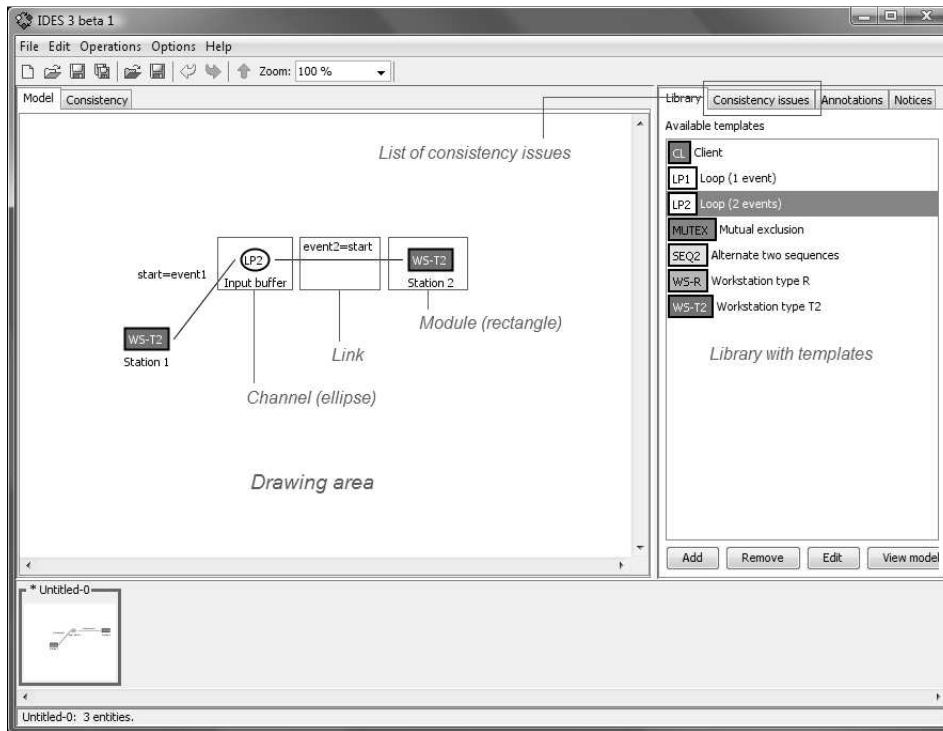 IDES 3 beta 1
File Edit Operations Options Help
Zoom: 100 %
Model Consistency
Library Consistency issues Annotations Notices
Available templates
List of consistency issues
CL Client
LP1 Loop (1 event)
LP2 Loop (2 events)
MUTEX Mutual exclusion
SEQ2 Alternate two sequences
WS-R Workstation type R
WS-T2 Workstation type T2
Library with templates
start=event1
LP2
Input buffer
event2=start
WS-T2
Station 2
Module (rectangle)
WS-T2
Station 1
Link
Channel (ellipse)
Drawing area
Add Remove Edit View model
* Untitled-0
Untitled-0: 3 entities.